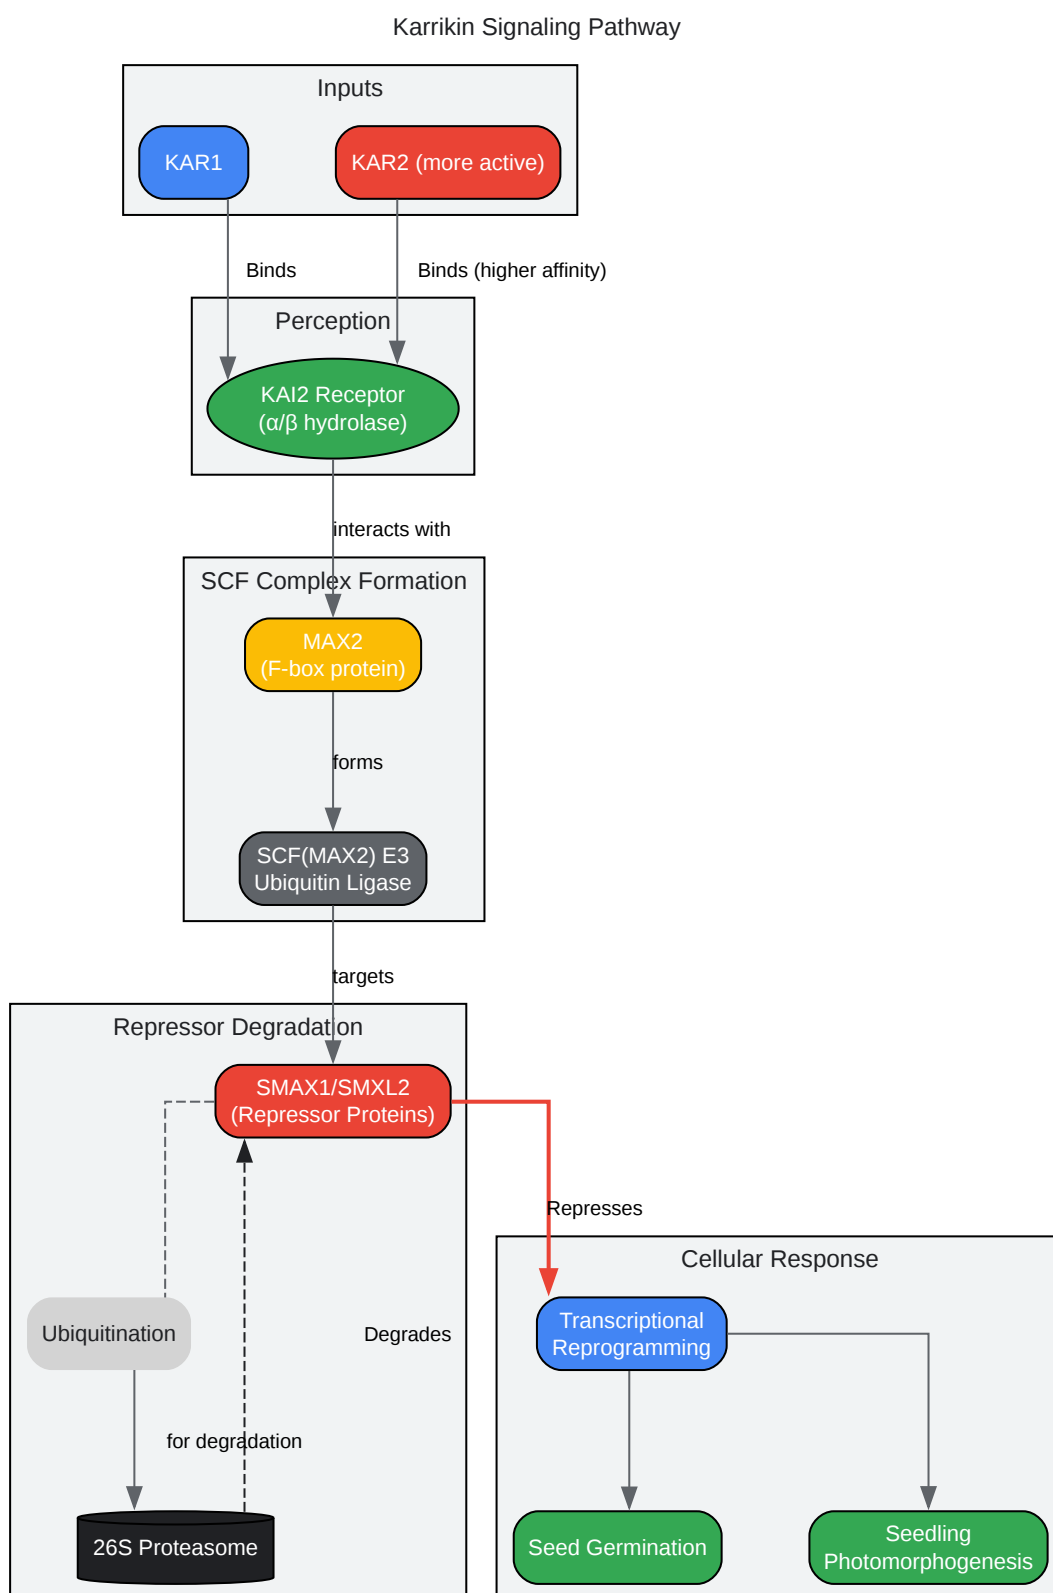 Karrikin Signaling Pathway
Inputs
KAR1
KAR2 (more active)
Binds
Binds (higher affinity)
Perception
KAI2 Receptor
(α/β hydrolase)
interacts with
SCF Complex Formation
MAX2
(F-box protein)
forms
SCF(MAX2) E3
Ubiquitin Ligase
targets
Repressor Degradation
SMAX1/SMXL2
(Repressor Proteins)
Represses
Cellular Response
Transcriptional
Reprogramming
Ubiquitination
Degrades
for degradation
26S Proteasome
Seed Germination
Seedling
Photomorphogenesis